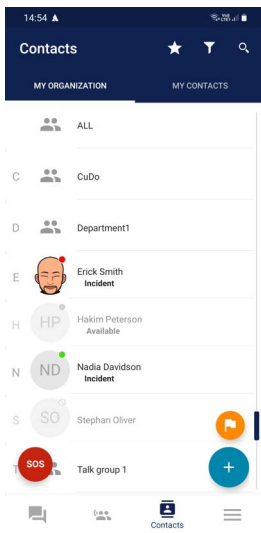 14:54
Contacts
MY ORGANIZATION
MY CONTACTS
ALL
C
CuDo
D
Department1
E
Erick Smith
Incident
H
HP
Hakim Peterson
Available
N
ND
Nadia Davidson
Incident
S
SO
Stephan Oliver
T
SOS
Talk group 1
+
Contacts